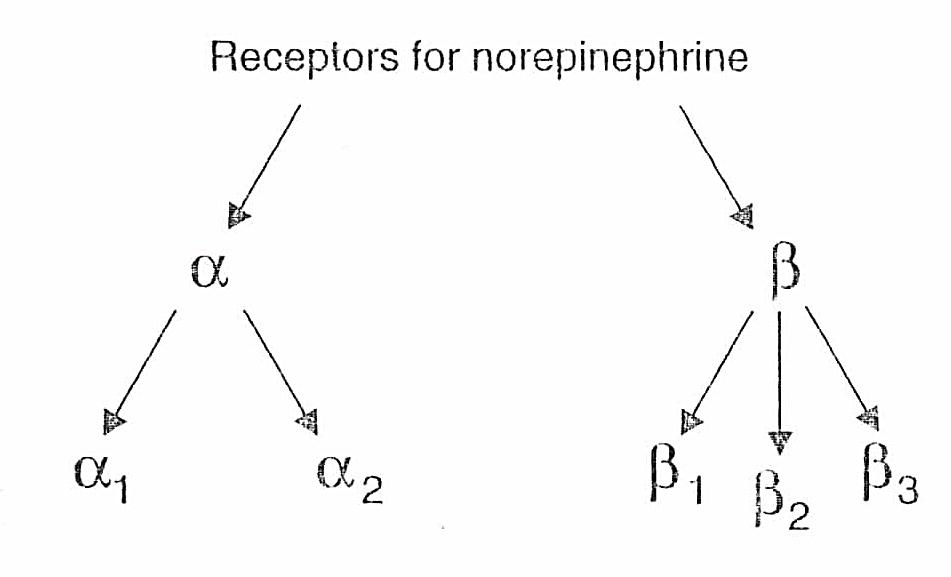 Receptors for norepinephrine
α β
α₁ α₂ β₁ β₂ β₃